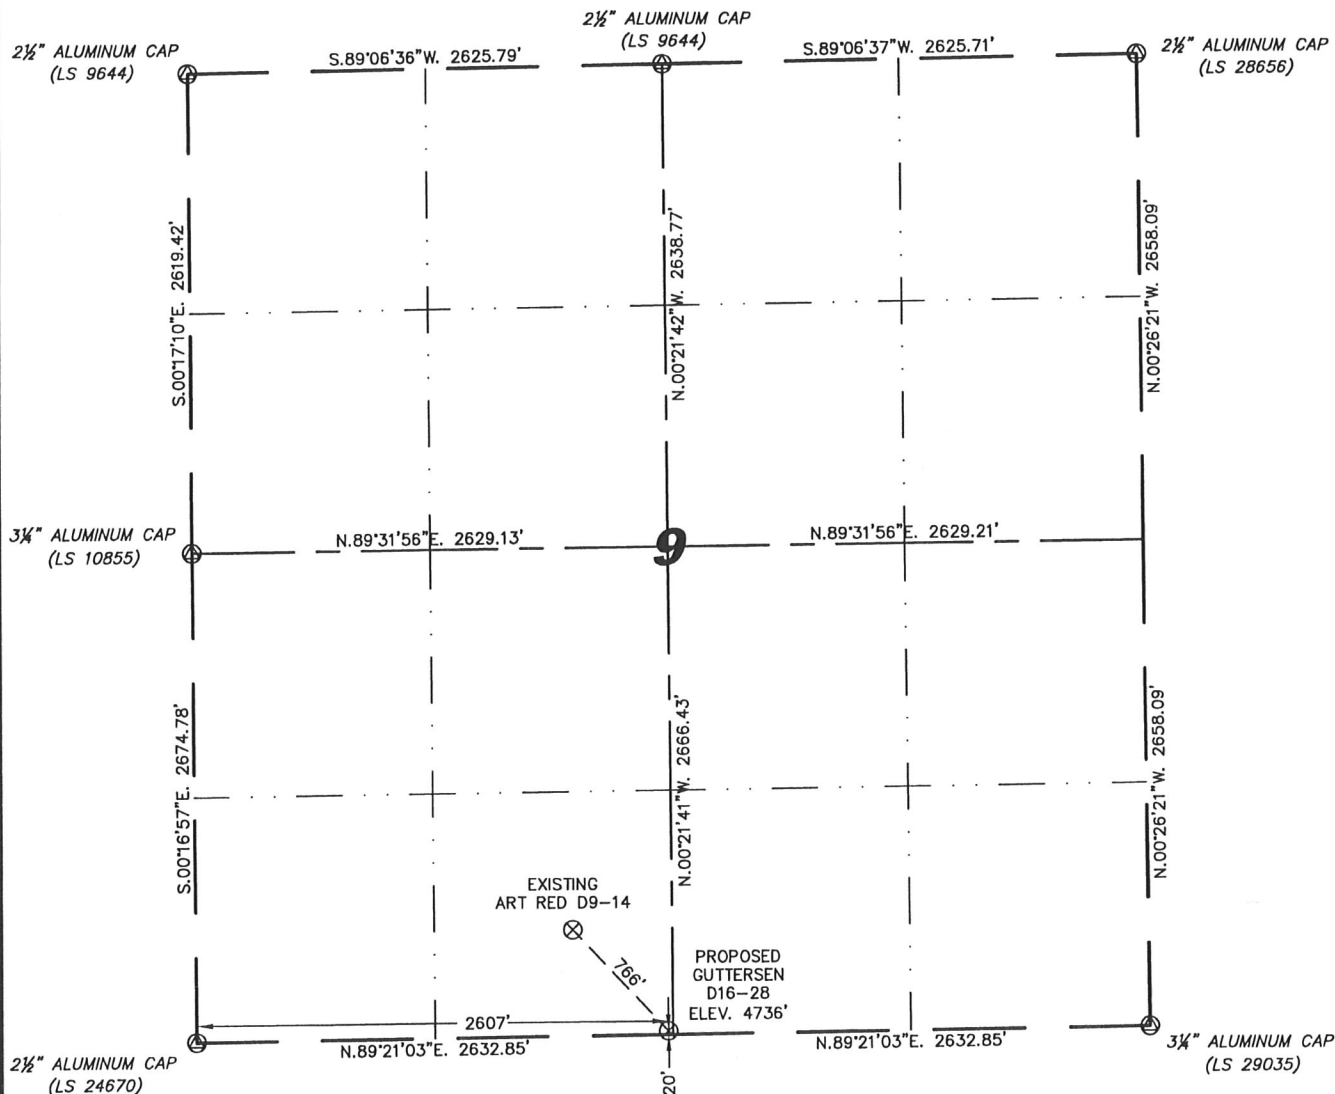 2½" ALUMINUM CAP
(LS 9644)
2½" ALUMINUM CAP
(LS 9644)
2½" ALUMINUM CAP
(LS 28656)
S.89°06'36"W. 2625.79'
S.89°06'37"W. 2625.71'
S.00°17'10"E. 2619.42'
N.00°21'42"W. 2638.77'
N.00°26'21"W. 2658.09'
3¼" ALUMINUM CAP
(LS 10855)
N.89°31'56"E. 2629.13'
9
N.89°31'56"E. 2629.21'
S.00°16'57"E. 2674.78'
N.00°21'41"W. 2666.43'
N.00°26'21"W. 2658.09'
EXISTING
ART RED D9-14
766'
PROPOSED
GUTTERSEN
D16-28
ELEV. 4736'
2607'
N.89°21'03"E. 2632.85'
N.89°21'03"E. 2632.85'
20'
2½" ALUMINUM CAP
(LS 24670)
3¼" ALUMINUM CAP
(LS 29035)